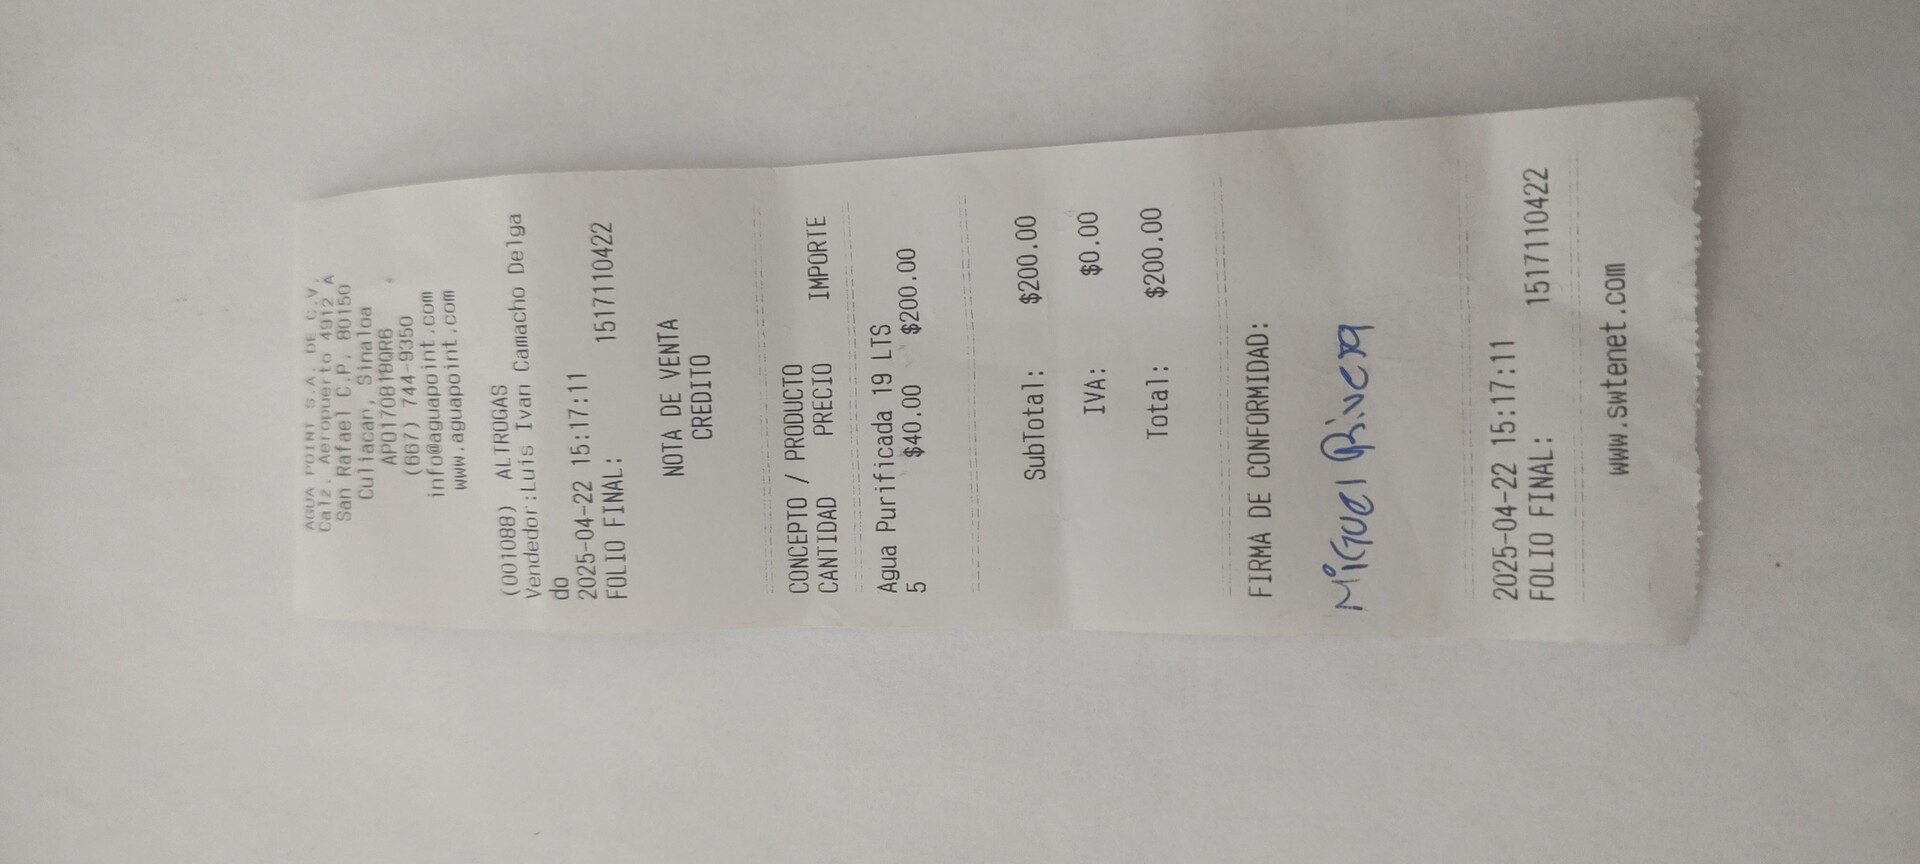 AQUA POINT S.A. DE C.V.
Calz. Aeropuerto 4912 A
San Rafael C.P. 80150
Culiacan, Sinaloa
(667) 744-9350
info@aquapoint.com
www.aquapoint.com
(001088) ALTROGAS
Vendedor:Luis Ivan Camacho Delga
do
2025-04-22 15:17:11
FOLIO FINAL: 1517110422
NOTA DE VENTA
CREDITO
CONCEPTO / PRODUCTO
CANTIDAD PRECIO IMPORTE
Agua Purificada 19 LTS
5 $40.00 $200.00
SubTotal: $200.00
IVA: $0.00
Total: $200.00
FIRMA DE CONFORMIDAD:
MiGuel Rivera
2025-04-22 15:17:11
FOLIO FINAL: 1517110422
www.swtenet.com